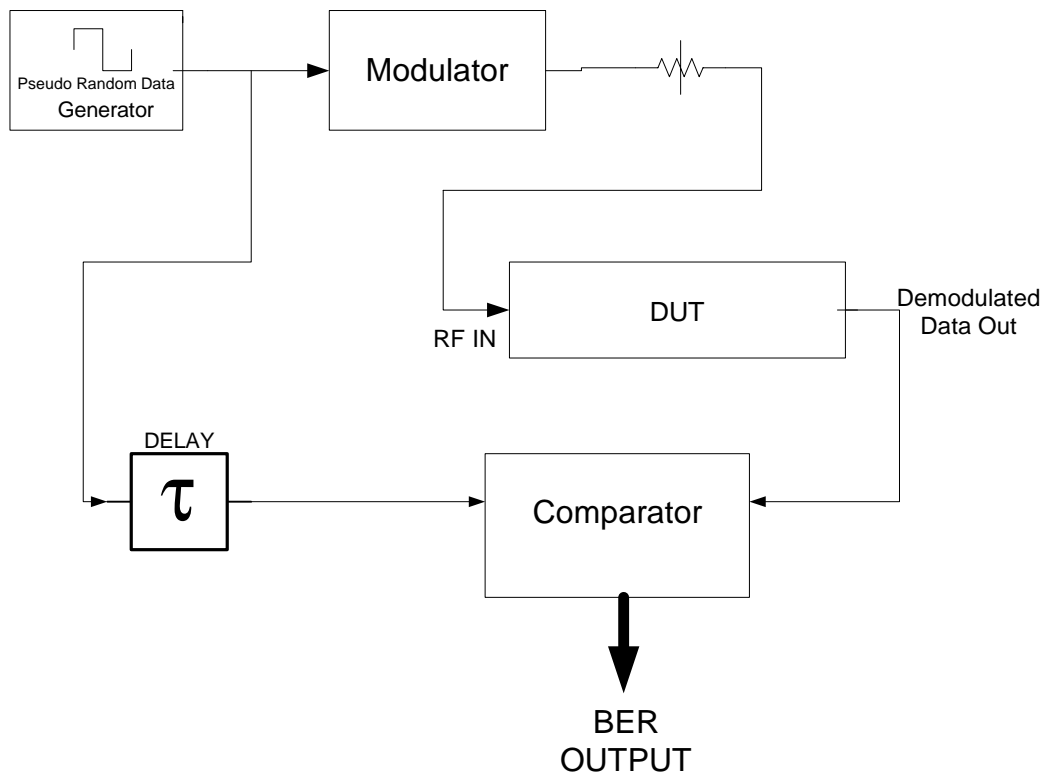 Pseudo Random Data
Generator
Modulator
RF IN
DUT
Demodulated
Data Out
DELAY
τ
Comparator
BER
OUTPUT